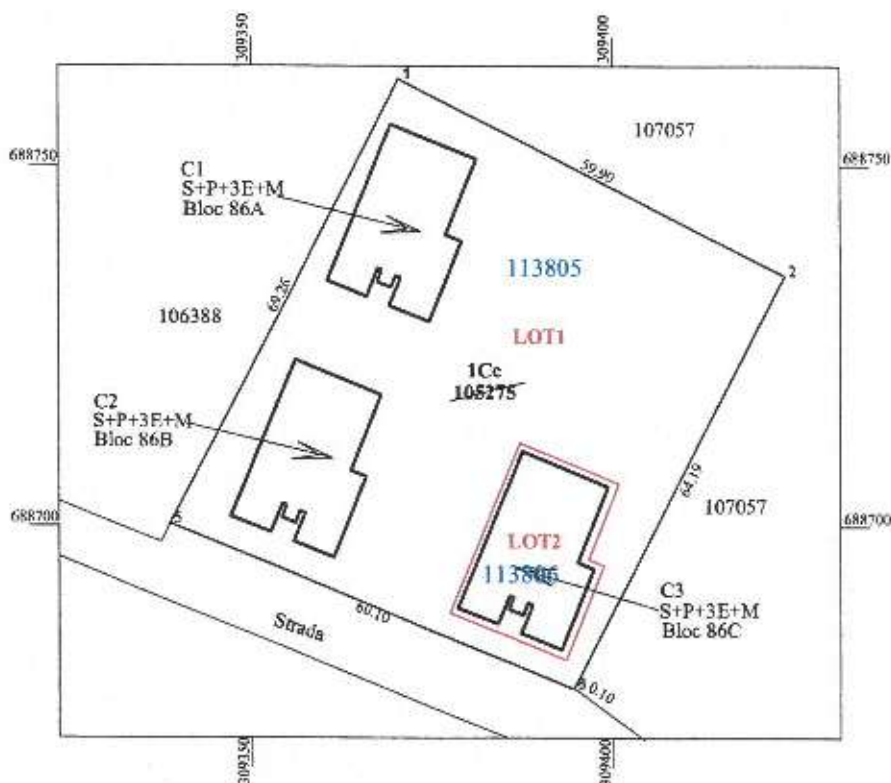 309350
309400
1
107057
688750
688750
C1
S+P+3E+M
Bloc 86A
59.90
113805
2
69.26
106388
LOT1
1Cc
105275
C2
S+P+3E+M
Bloc 86B
64.19
688700
5
107057
688700
LOT2
113806
C3
S+P+3E+M
Bloc 86C
60.10
Strada
0.10
309350
309400